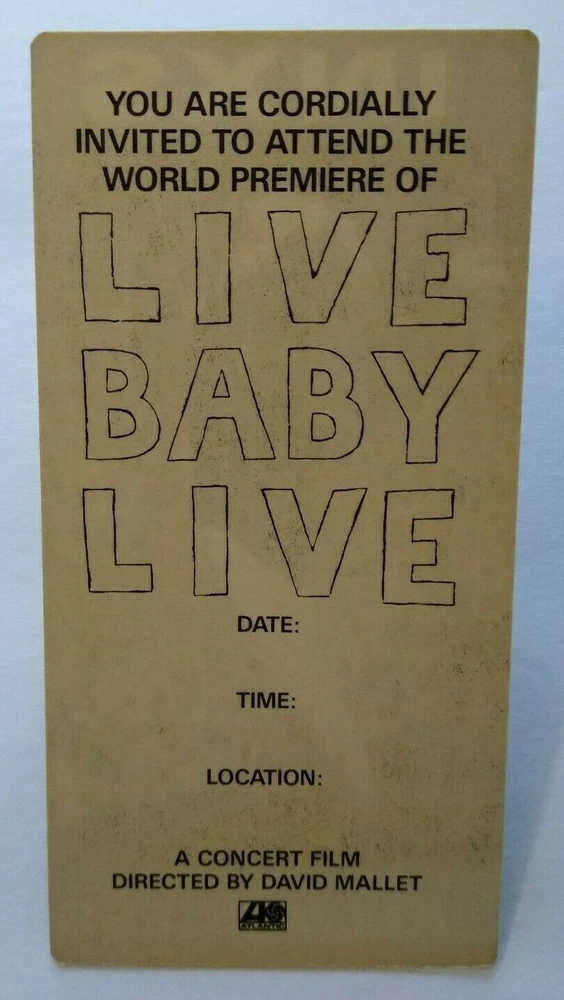 YOU ARE CORDIALLY
INVITED TO ATTEND THE
WORLD PREMIERE OF
LIVE
BABY
LIVE
DATE:
TIME:
LOCATION:
A CONCERT FILM
DIRECTED BY DAVID MALLET
ATLANTIC